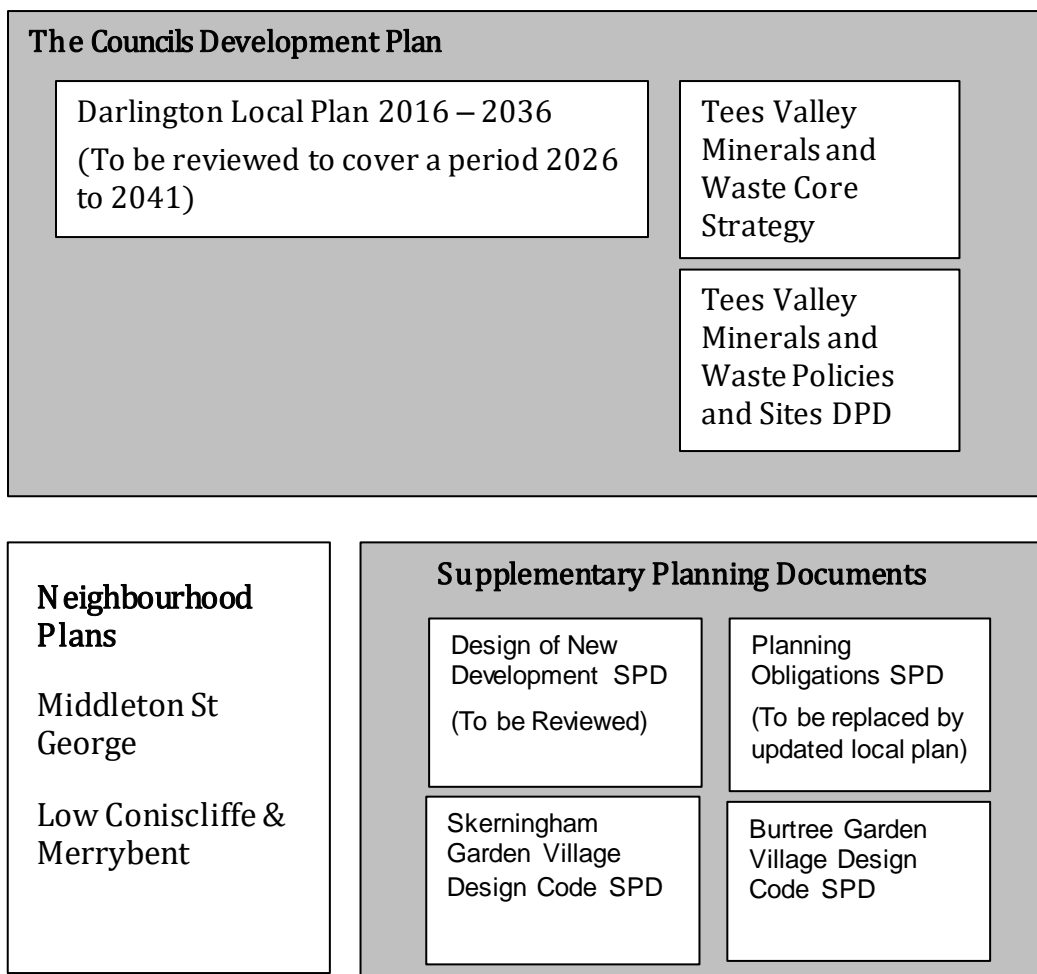 The Councils Development Plan
Darlington Local Plan 2016 – 2036
(To be reviewed to cover a period 2026
to 2041)
Tees Valley
Minerals and
Waste Core
Strategy
Tees Valley
Minerals and
Waste Policies
and Sites DPD
Neighbourhood
Plans
Middleton St
George
Low Coniscliffe &
Merrybent
Supplementary Planning Documents
Design of New
Development SPD
(To be Reviewed)
Planning
Obligations SPD
(To be replaced by
updated local plan)
Skerningham
Garden Village
Design Code SPD
Burtree Garden
Village Design
Code SPD